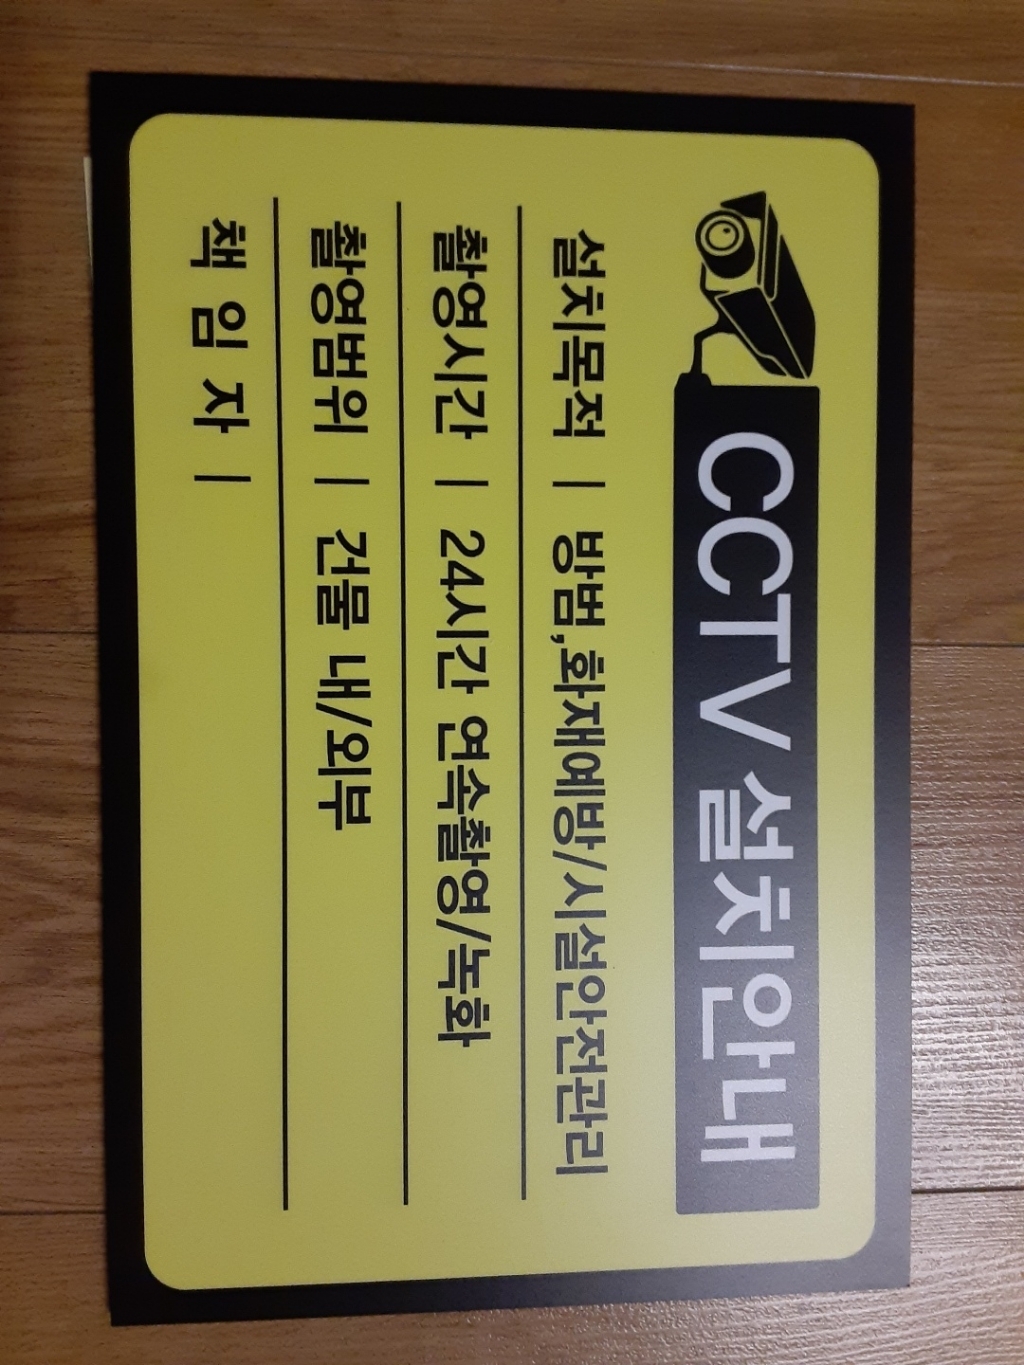 CCTV 설치안내
설치목적 | 방범,화재예방/시설안전관리
촬영시간 | 24시간 연속촬영/녹화
촬영범위 | 건물 내/외부
책 임 자 |